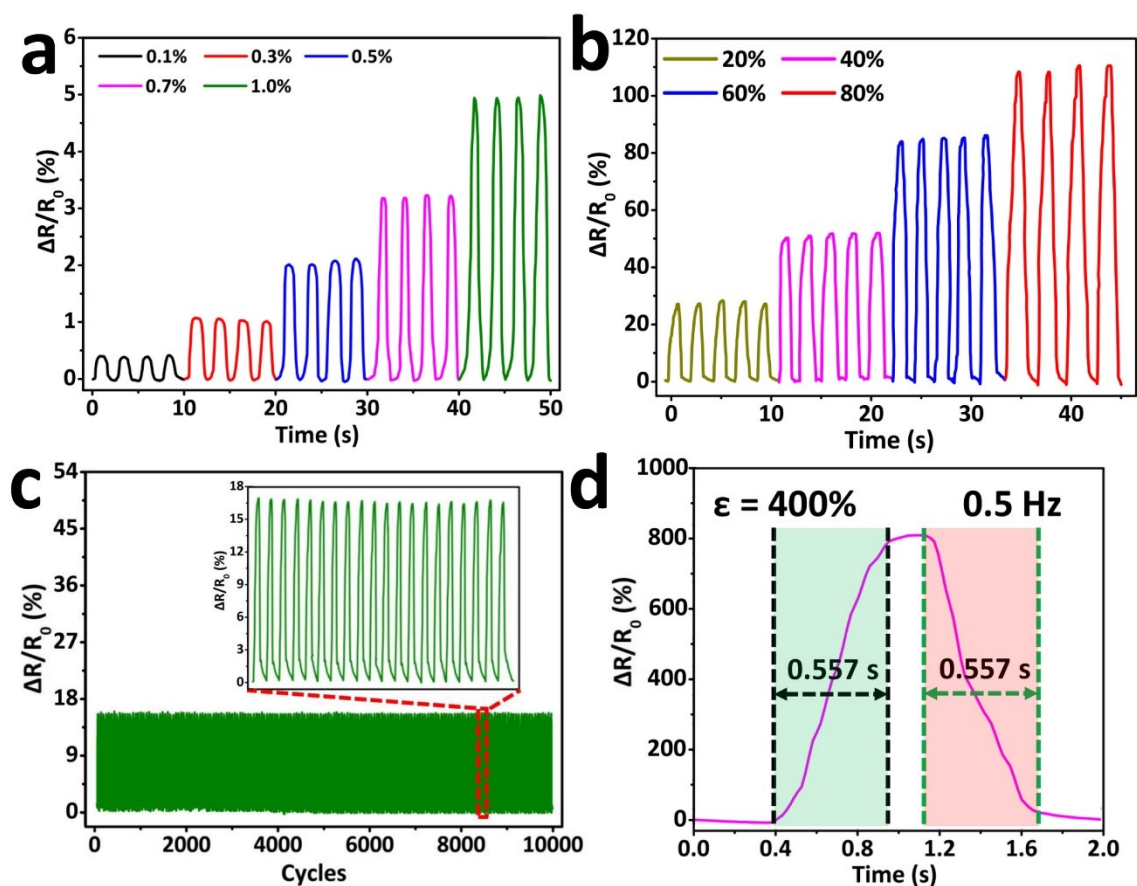 a
6
5
4
3
2
1
0
ΔR/R₀ (%)
0.1% 0.3% 0.5%
0.7% 1.0%
0 10 20 30 40 50
Time (s)
b
120
100
80
60
40
20
0
ΔR/R₀ (%)
20% 40%
60% 80%
0 10 20 30 40
Time (s)
c
54
45
36
27
18
9
0
ΔR/R₀ (%)
18
15
12
9
6
3
0
ΔR/R₀ (%)
0 2000 4000 6000 8000 10000
Cycles
d
1000
800
600
400
200
0
ΔR/R₀ (%)
ε = 400% 0.5 Hz
0.557 s 0.557 s
0.0 0.4 0.8 1.2 1.6 2.0
Time (s)